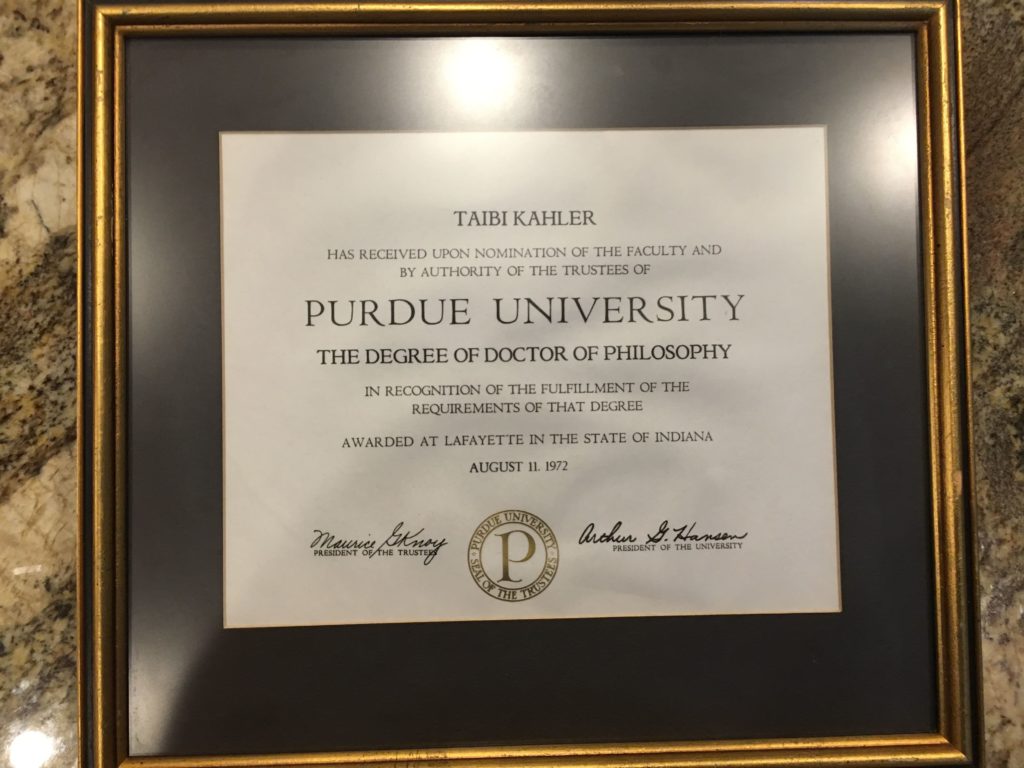 TAIBI KAHLER
HAS RECEIVED UPON NOMINATION OF THE FACULTY AND
BY AUTHORITY OF THE TRUSTEES OF
PURDUE UNIVERSITY
THE DEGREE OF DOCTOR OF PHILOSOPHY
IN RECOGNITION OF THE FULFILLMENT OF THE
REQUIREMENTS OF THAT DEGREE
AWARDED AT LAFAYETTE IN THE STATE OF INDIANA
AUGUST 11, 1972
Maurice G Knoy
PRESIDENT OF THE TRUSTEES
PURDUE UNIVERSITY
P
SEAL OF THE TRUSTEES
Arthur G. Hansen
PRESIDENT OF THE UNIVERSITY